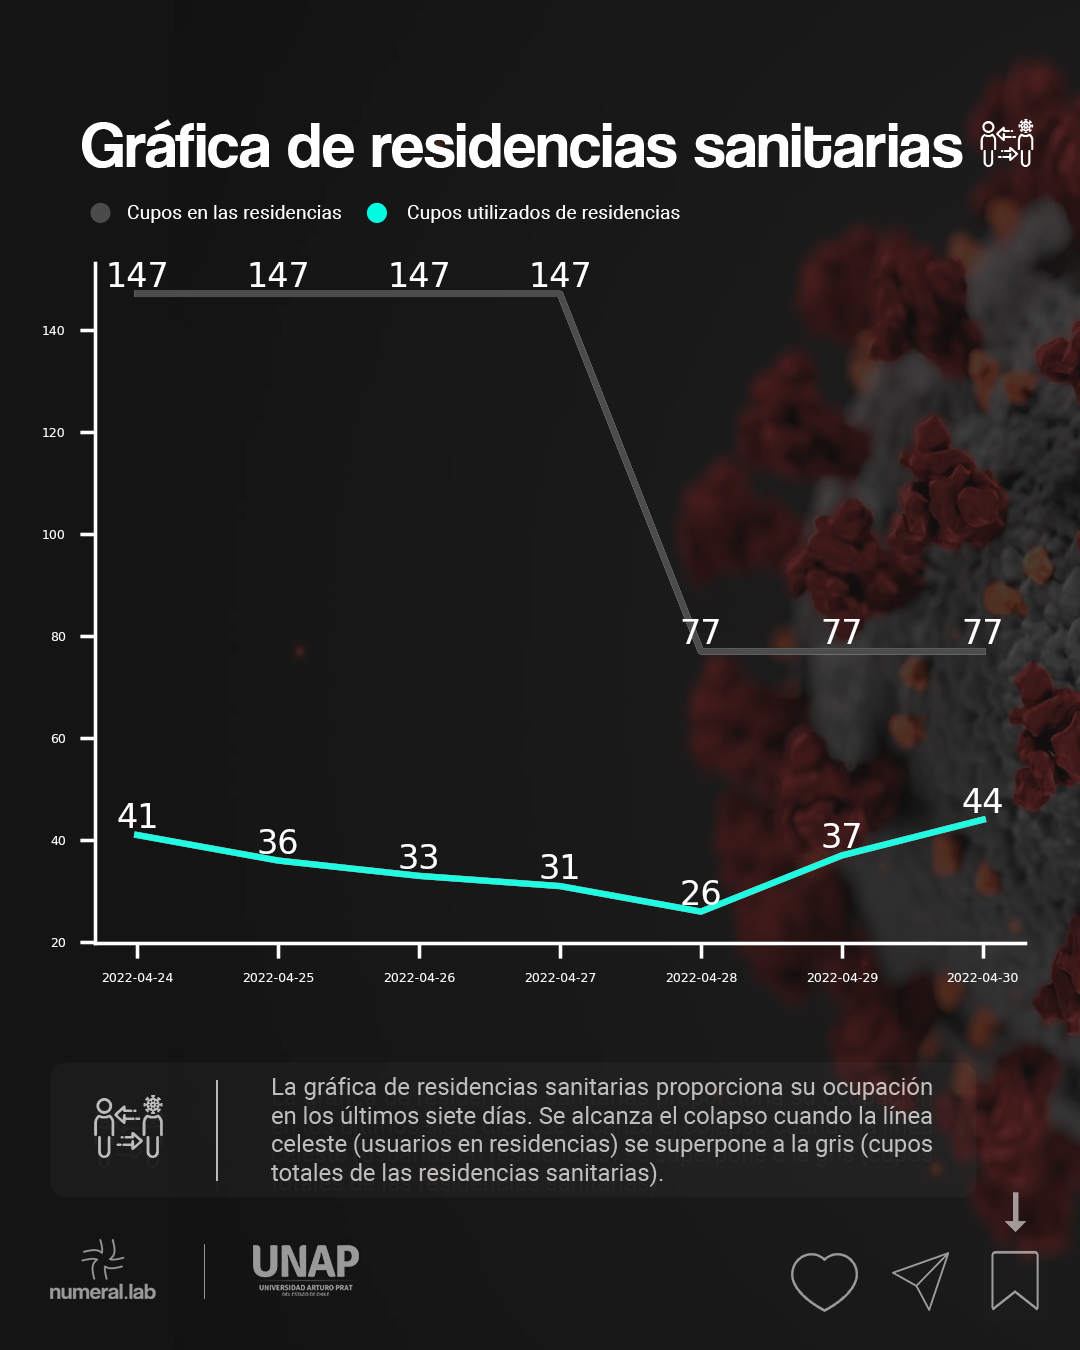 Gráfica de residencias sanitarias
Cupos en las residencias Cupos utilizados de residencias
147 147 147 147
140
120
100
80
77 77 77
60
41 36 33 31 26 37 44
40
20
2022-04-24 2022-04-25 2022-04-26 2022-04-27 2022-04-28 2022-04-29 2022-04-30
La gráfica de residencias sanitarias proporciona su ocupación
en los últimos siete días. Se alcanza el colapso cuando la línea
celeste (usuarios en residencias) se superpone a la gris (cupos
totales de las residencias sanitarias).
numeral.lab
UNAP
UNIVERSIDAD ARTURO PRAT
DEL ESTADO DE CHILE